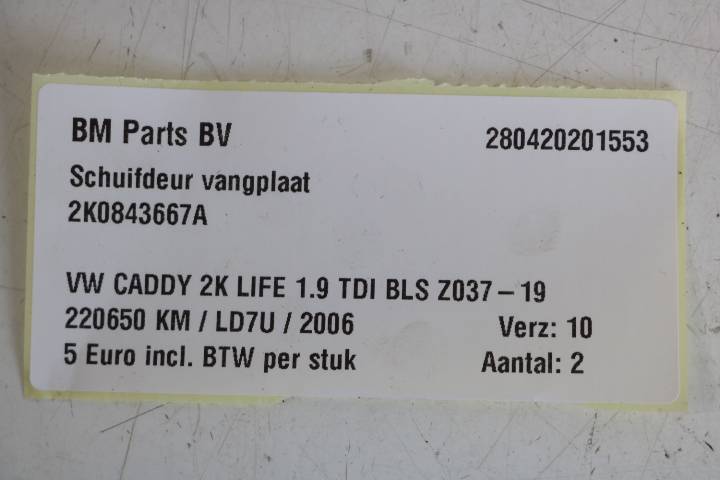 BM Parts BV 280420201553
Schuifdeur vangplaat
2K0843667A
VW CADDY 2K LIFE 1.9 TDI BLS Z037 – 19
220650 KM / LD7U / 2006 Verz: 10
5 Euro incl. BTW per stuk Aantal: 2